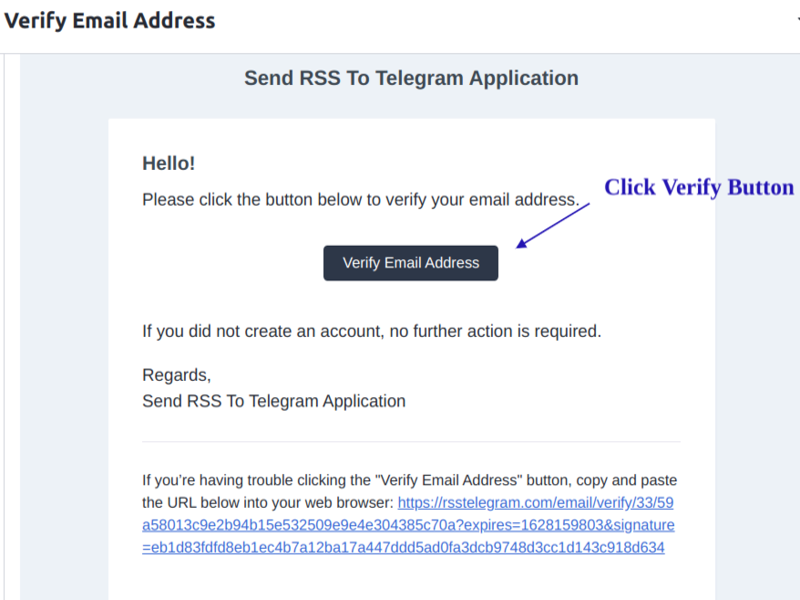 Verify Email Address
Send RSS To Telegram Application
Hello!
Please click the button below to verify your email address.
Click Verify Button
Verify Email Address
If you did not create an account, no further action is required.
Regards,
Send RSS To Telegram Application
If you’re having trouble clicking the "Verify Email Address" button, copy and paste
the URL below into your web browser: https://rsstelegram.com/email/verify/33/59
a58013c9e2b94b15e532509e9e4e304385c70a?expires=1628159803&signature
=eb1d83fdfd8eb1ec4b7a12ba17a447ddd5ad0fa3dcb9748d3cc1d143c918d634